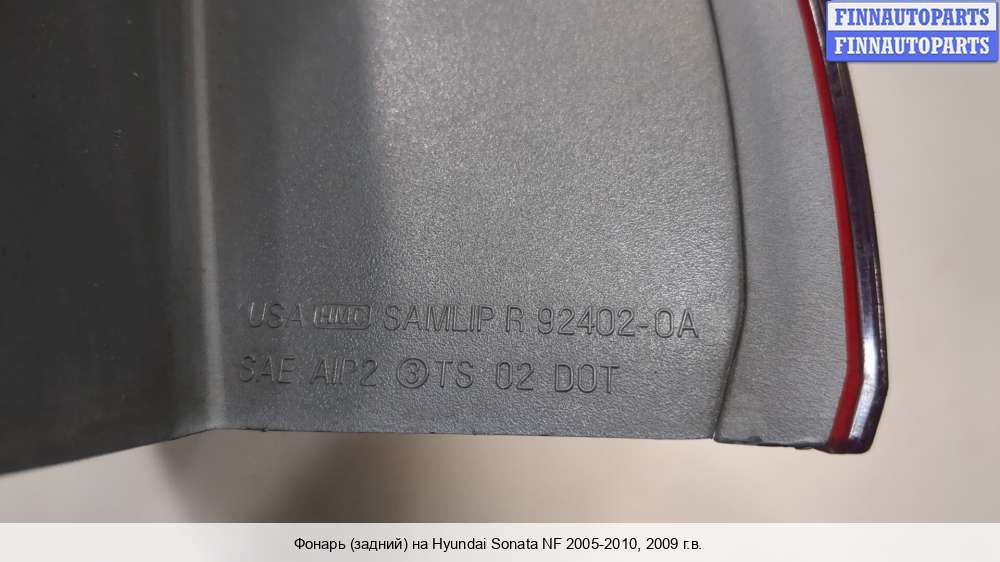 FINNAUTOPARTS
FINNAUTOPARTS
USA HMC SAMLIP R 92402-0A
SAE AIP2 ③TS 02 DOT
Фонарь (задний) на Hyundai Sonata NF 2005-2010, 2009 г.в.